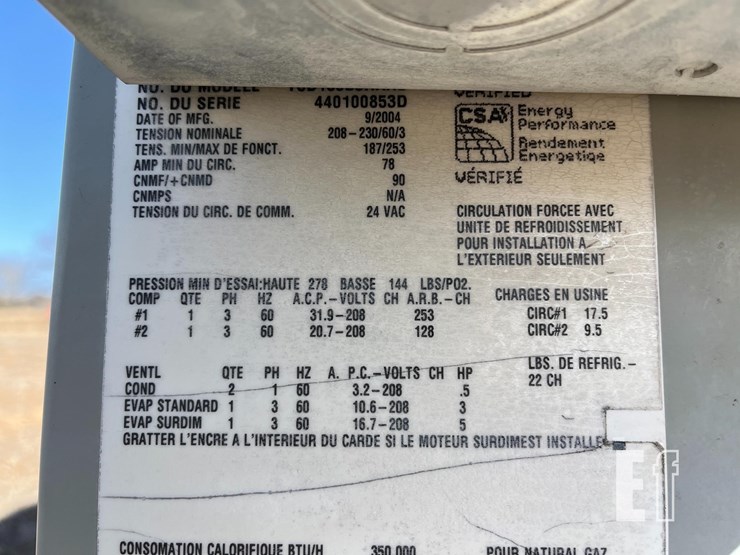 NO. DU MODELE
NO. DU SERIE 440100853D
DATE OF MFG. 9/2004
TENSION NOMINALE 208-230/60/3
TENS. MIN/MAX DE FONCT. 187/253
AMP MIN DU CIRC. 78
CNMF/+CNMD 90
CNMPS N/A
TENSION DU CIRC. DE COMM. 24 VAC
VERIFIED
CSA Energy
Performance
Rendement
Energetiqe
VÉRIFIÉ
CIRCULATION FORCEE AVEC
UNITE DE REFROIDISSEMENT
POUR INSTALLATION A
L'EXTERIEUR SEULEMENT
PRESSION MIN D'ESSAI:HAUTE 278 BASSE 144 LBS/PO2.
COMP QTE PH HZ A.C.P.-VOLTS CH A.R.B.-CH
#1 1 3 60 31.9-208 253
#2 1 3 60 20.7-208 128
CHARGES EN USINE
CIRC#1 17.5
CIRC#2 9.5
LBS. DE REFRIG.-
22 CH
VENTL QTE PH HZ A. P.C.-VOLTS CH HP
COND 2 1 60 3.2-208 .5
EVAP STANDARD 1 3 60 10.6-208 3
EVAP SURDIM 1 3 60 16.7-208 5
GRATTER L'ENCRE A L'INTERIEUR DU CARDE SI LE MOTEUR SURDIMEST INSTALLE
CONSOMATION CALORIFIQUE BTU/H 350,000 POUR NATURAL GAZ
Ef